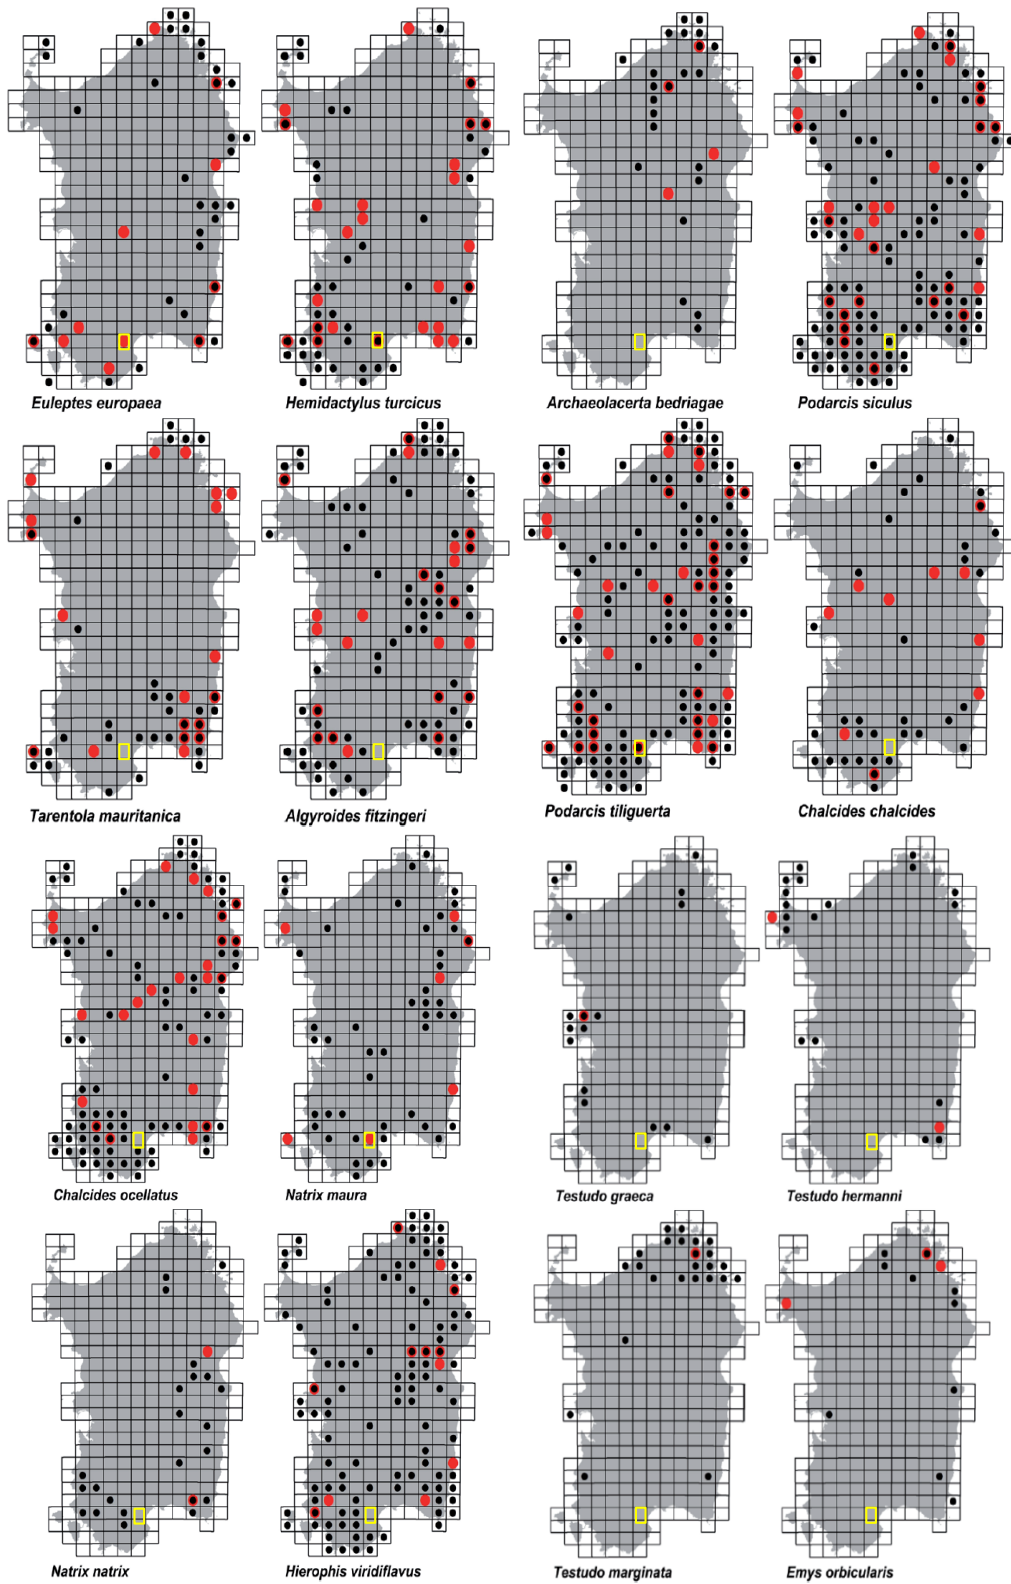 Euleptes europaea
Hemidactylus turcicus
Archaeolacerta bedriagae
Podarcis siculus
Tarentola mauritanica
Algyroides fitzingeri
Podarcis tiliguerta
Chalcides chalcides
Chalcides ocellatus
Natrix maura
Testudo graeca
Testudo hermanni
Natrix natrix
Hierophis viridiflavus
Testudo marginata
Emys orbicularis